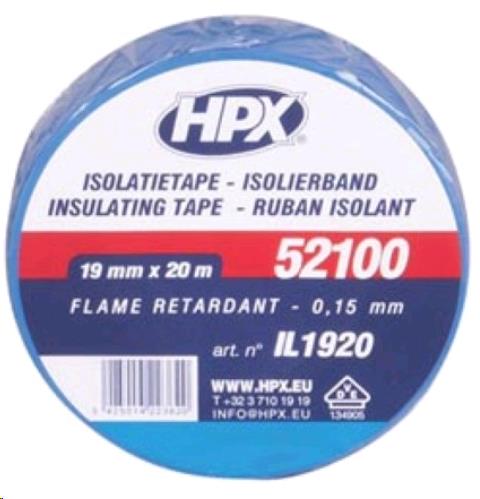 HPX
ISOLATIETAPE - ISOLIERBAND
INSULATING TAPE - RUBAN ISOLANT
19 mm x 20 m
52100
FLAME RETARDANT - 0,15 mm
art. n° IL1920
WWW.HPX.EU
T +32 3 710 19 19
INFO@HPX.EU
VDE
134905